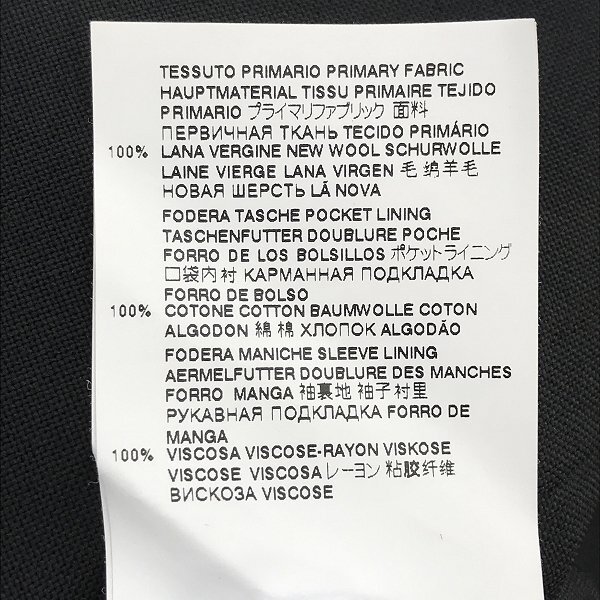 TESSUTO PRIMARIO PRIMARY FABRIC
HAUPTMATERIAL TISSU PRIMAIRE TEJIDO
PRIMARIO プライマリファブリック 面料
ПЕРВИЧНАЯ ТКАНЬ TECIDO PRIMÁRIO
100% LANA VERGINE NEW WOOL SCHURWOLLE
LAINE VIERGE LANA VIRGEN 毛 绵羊毛
НОВАЯ ШЕРСТЬ LÃ NOVA
FODERA TASCHE POCKET LINING
TASCHENFUTTER DOUBLURE POCHE
FORRO DE LOS BOLSILLOS ポケットライニング
口袋内衬 КАРМАННАЯ ПОДКЛАДКА
FORRO DE BOLSO
100% COTONE COTTON BAUMWOLLE COTON
ALGODON 綿 棉 ХЛОПОК ALGODÃO
FODERA MANICHE SLEEVE LINING
AERMELFUTTER DOUBLURE DES MANCHES
FORRO MANGA 袖裏地 袖子衬里
РУКАВНАЯ ПОДКЛАДКА FORRO DE
MANGA
100% VISCOSA VISCOSE-RAYON VISKOSE
VISCOSE VISCOSA レーヨン 粘胶纤维
ВИСКОЗА VISCOSE